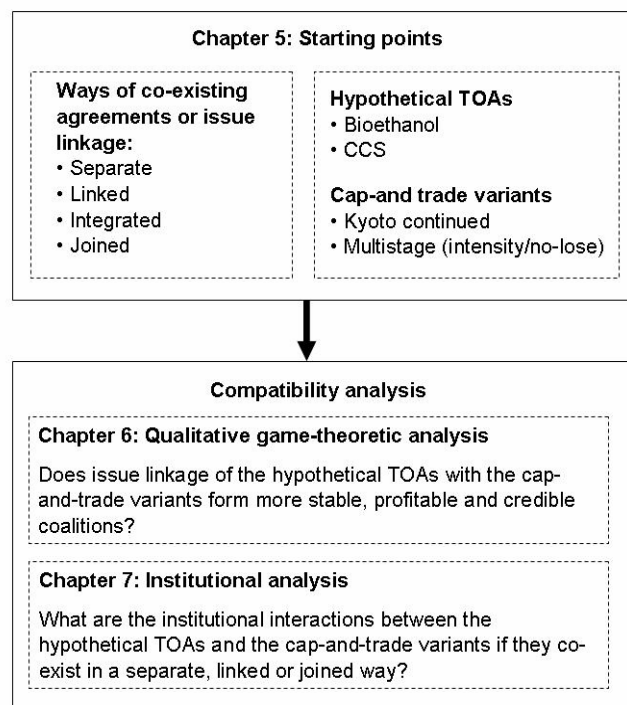 Chapter 5: Starting points
Ways of co-existing
agreements or issue
linkage:
• Separate
• Linked
• Integrated
• Joined
Hypothetical TOAs
• Bioethanol
• CCS
Cap-and trade variants
• Kyoto continued
• Multistage (intensity/no-lose)
Compatibility analysis
Chapter 6: Qualitative game-theoretic analysis
Does issue linkage of the hypothetical TOAs with the cap-
and-trade variants form more stable, profitable and credible
coalitions?
Chapter 7: Institutional analysis
What are the institutional interactions between the
hypothetical TOAs and the cap-and-trade variants if they co-
exist in a separate, linked or joined way?